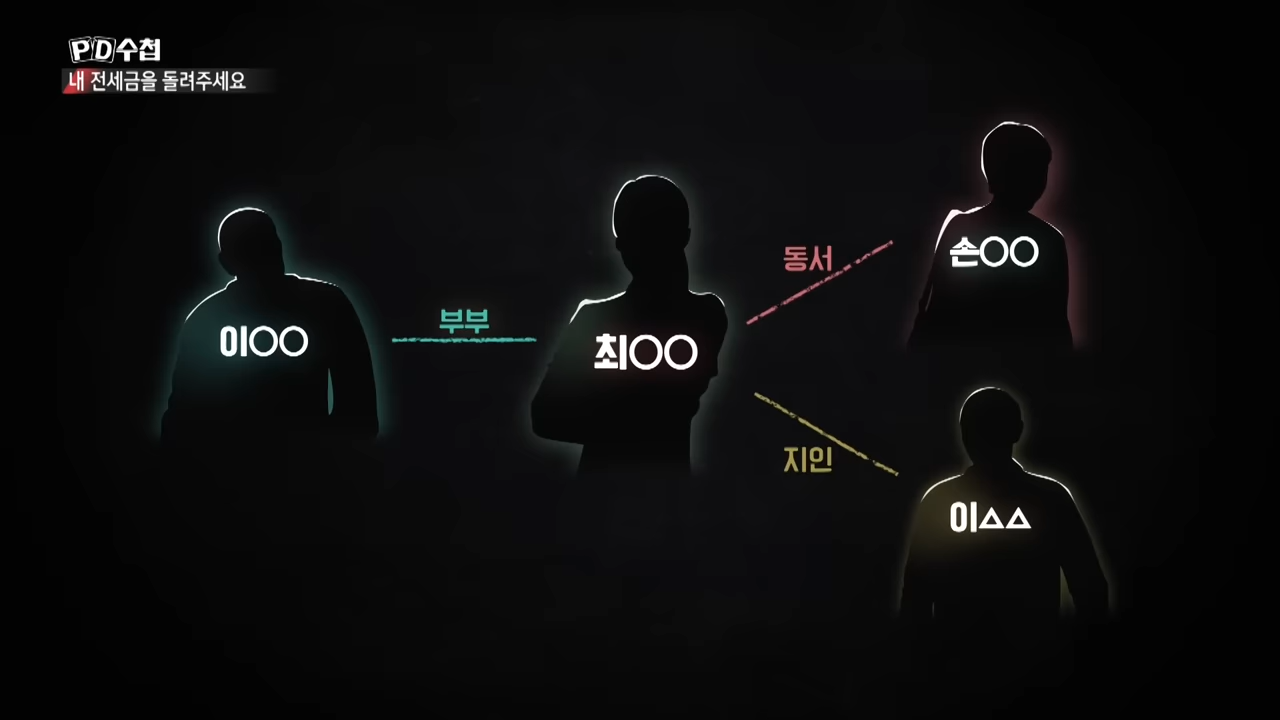 PD수첩
내 전세금을 돌려주세요
이○○
부부
최○○
동서
손○○
지인
이△△